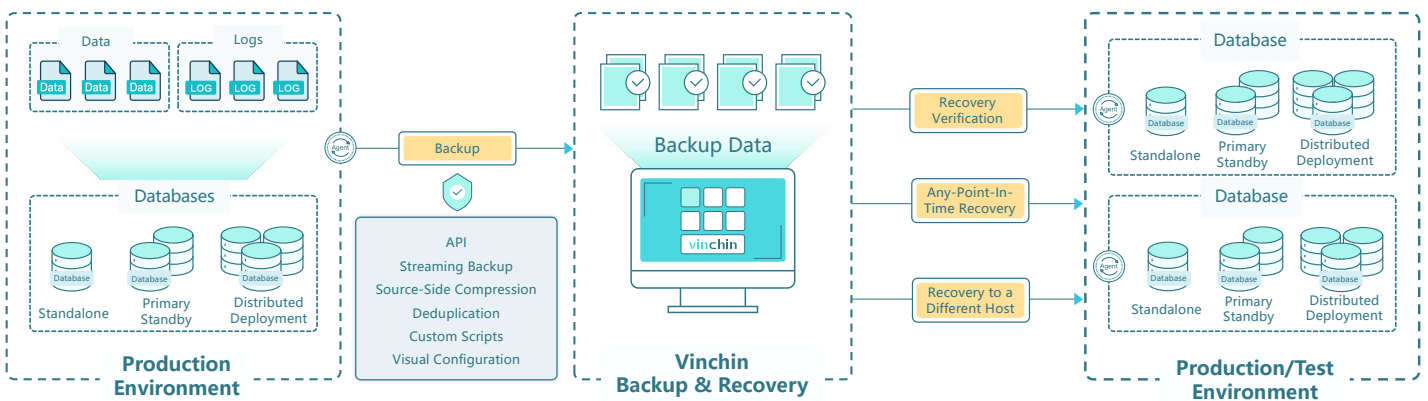 Data
Logs
Data
Data
Data
LOG
LOG
LOG
Databases
Database
Database
Database
Standalone
Primary
Standby
Distributed
Deployment
Production
Environment
Agent
Backup
API
Streaming Backup
Source-Side Compression
Deduplication
Custom Scripts
Visual Configuration
Backup Data
vinchin
Vinchin
Backup & Recovery
Recovery
Verification
Any-Point-In-
Time Recovery
Recovery to a
Different Host
Database
Agent
Database
Database
Database
Standalone
Primary
Standby
Distributed
Deployment
Database
Agent
Database
Database
Database
Standalone
Primary
Standby
Distributed
Deployment
Production/Test
Environment